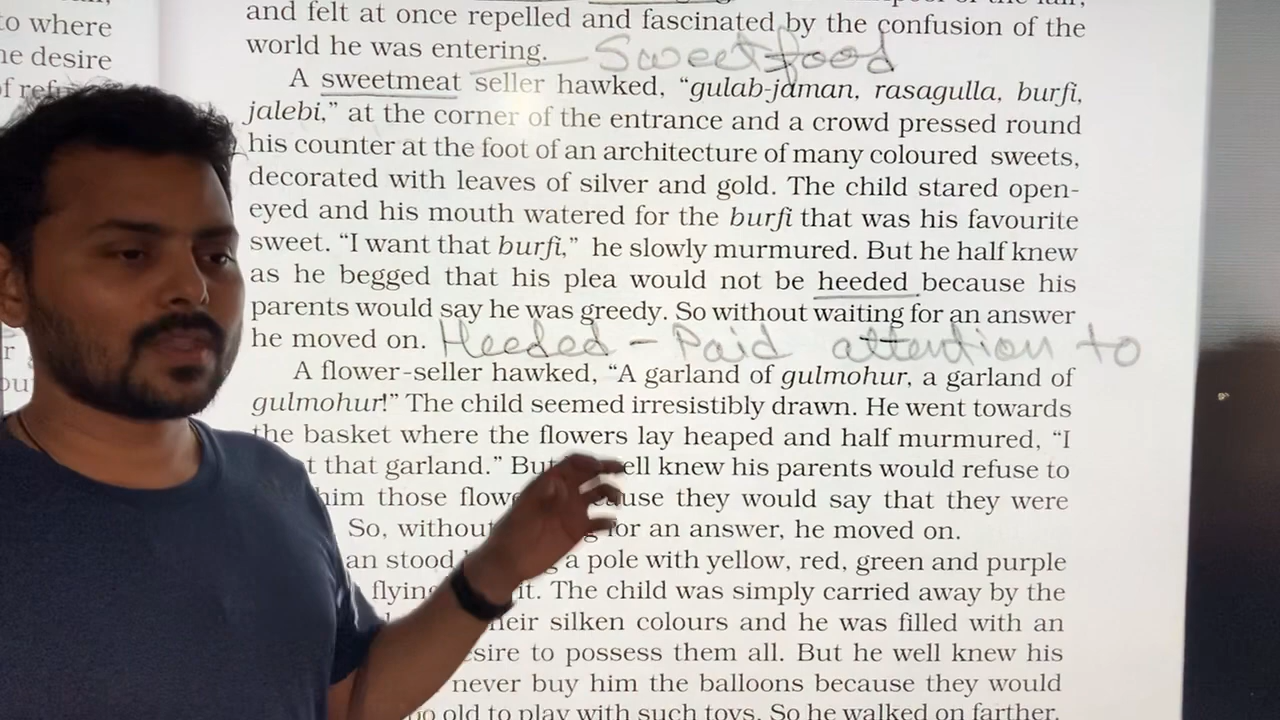 to where
he desire
and felt at once repelled and fascinated by the confusion of the
world he was entering. Sweet food
A sweetmeat seller hawked, “gulab-jaman, rasagulla, burfi,
jalebi,” at the corner of the entrance and a crowd pressed round
his counter at the foot of an architecture of many coloured sweets,
decorated with leaves of silver and gold. The child stared open-
eyed and his mouth watered for the burfi that was his favourite
sweet. “I want that burfi,” he slowly murmured. But he half knew
as he begged that his plea would not be heeded because his
parents would say he was greedy. So without waiting for an answer
he moved on. Heeded – Paid attention to
A flower-seller hawked, “A garland of gulmohur, a garland of
gulmohur!” The child seemed irresistibly drawn. He went towards
the basket where the flowers lay heaped and half murmured, “I
that garland.” But knew his parents would refuse to
him those they would say that they were
So, without for an answer, he moved on.
stood a pole with yellow, red, green and purple
it. The child was simply carried away by the
silken colours and he was filled with an
to possess them all. But he well knew his
never buy him the balloons because they would
old to play with such toys. So he walked on farther.